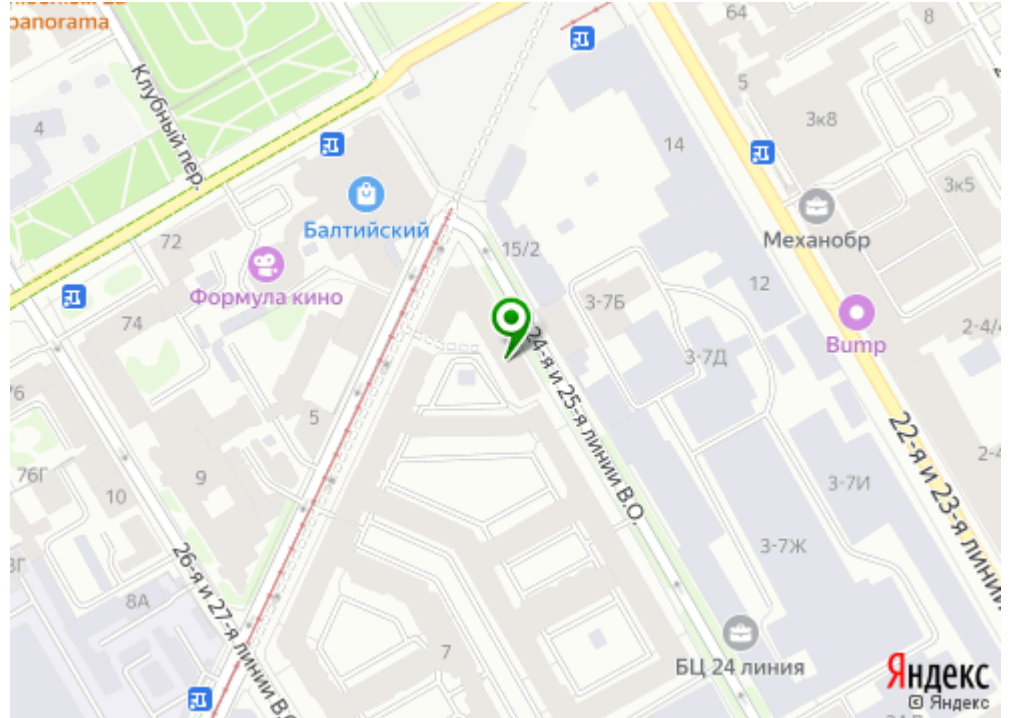 panorama
64
8
Клубный пер.
5
4
3к8
14
3к5
Балтийский
Механобр
72
15/2
12
Формула кино
3-7Б
74
2-4/4
Bump
3-7Д
24-я и 25-я линии В.О.
5
22-я и 23-я линии
9
76Г
10
3-7И
3-7Ж
26-я и 27-я линии В.О.
8А
7
БЦ 24 линия
Яндекс
© Яндекс